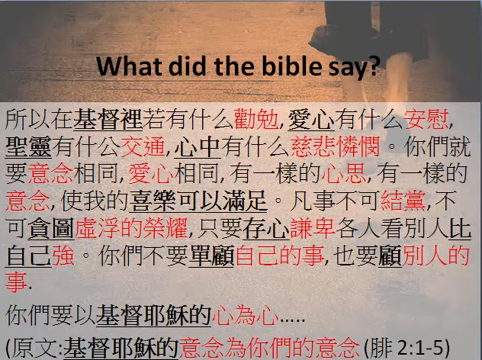 What did the bible say?
所以在基督裡若有什么勸勉, 愛心有什么安慰,
聖靈有什公交通, 心中有什么慈悲憐憫。你們就
要意念相同, 愛心相同, 有一樣的心思, 有一樣的
意念, 使我的喜樂可以滿足。凡事不可結黨, 不
可貪圖虛浮的榮耀, 只要存心謙卑各人看別人比
自己強。你們不要單顧自己的事, 也要顧別人的
事.
你們要以基督耶穌的心為心.....
(原文:基督耶穌的意念為你們的意念 (腓 2:1-5)